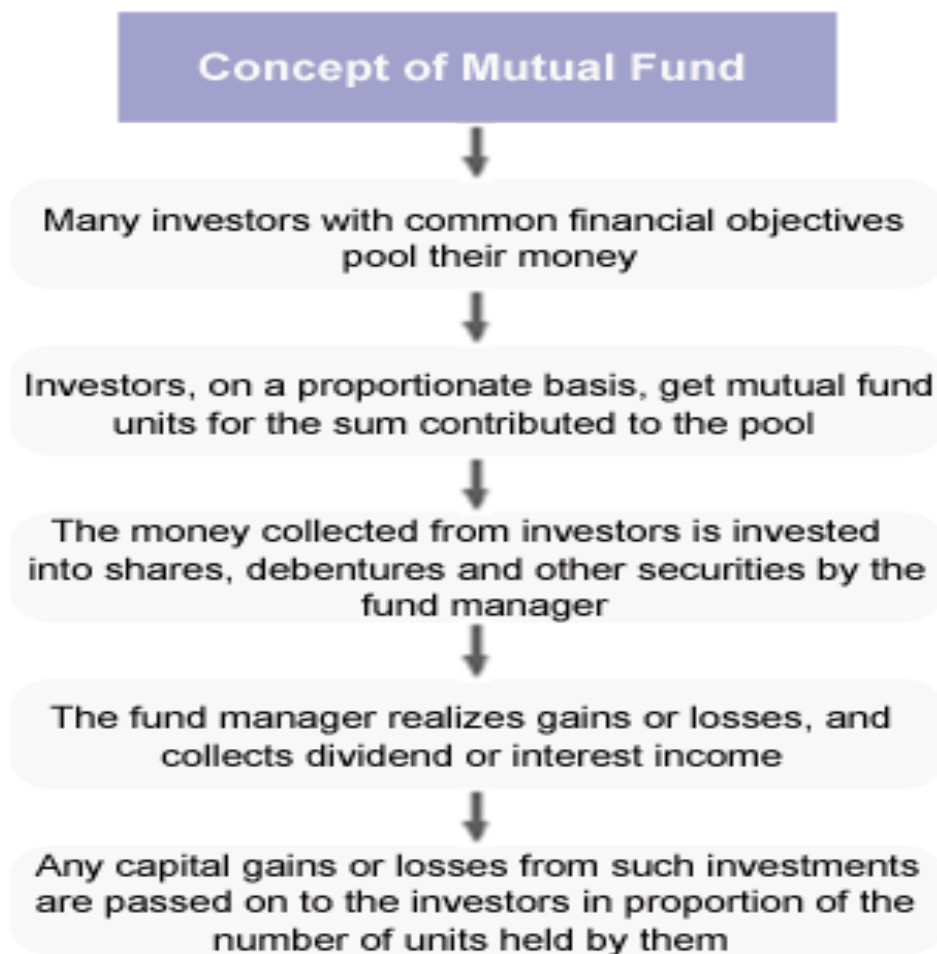 Concept of Mutual Fund
Many investors with common financial objectives
pool their money
Investors, on a proportionate basis, get mutual fund
units for the sum contributed to the pool
The money collected from investors is invested
into shares, debentures and other securities by the
fund manager
The fund manager realizes gains or losses, and
collects dividend or interest income
Any capital gains or losses from such investments
are passed on to the investors in proportion of the
number of units held by them